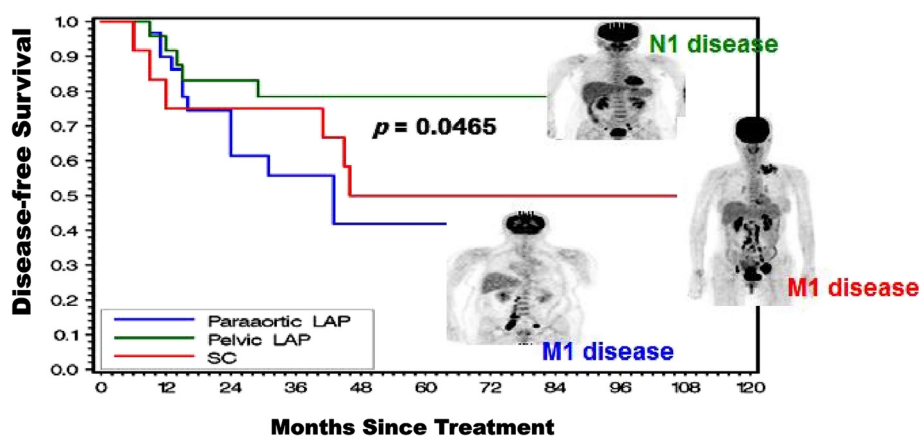 Disease-free Survival
1.0
0.9
0.8
0.7
0.6
0.5
0.4
0.3
0.2
0.1
0.0
N1 disease
p = 0.0465
M1 disease
M1 disease
Paraaortic LAP
Pelvic LAP
SC
0 12 24 36 48 60 72 84 96 108 120
Months Since Treatment